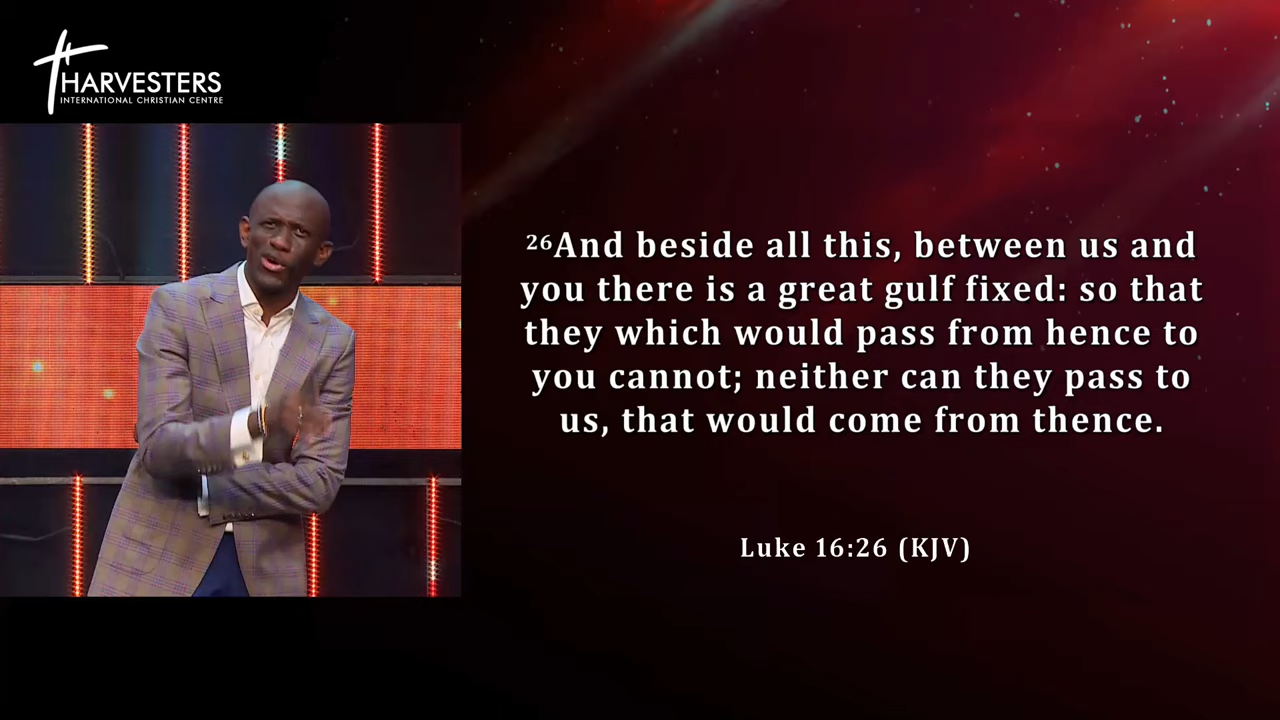 HARVESTERS
INTERNATIONAL CHRISTIAN CENTRE
26And beside all this, between us and
you there is a great gulf fixed: so that
they which would pass from hence to
you cannot; neither can they pass to
us, that would come from thence.
Luke 16:26 (KJV)